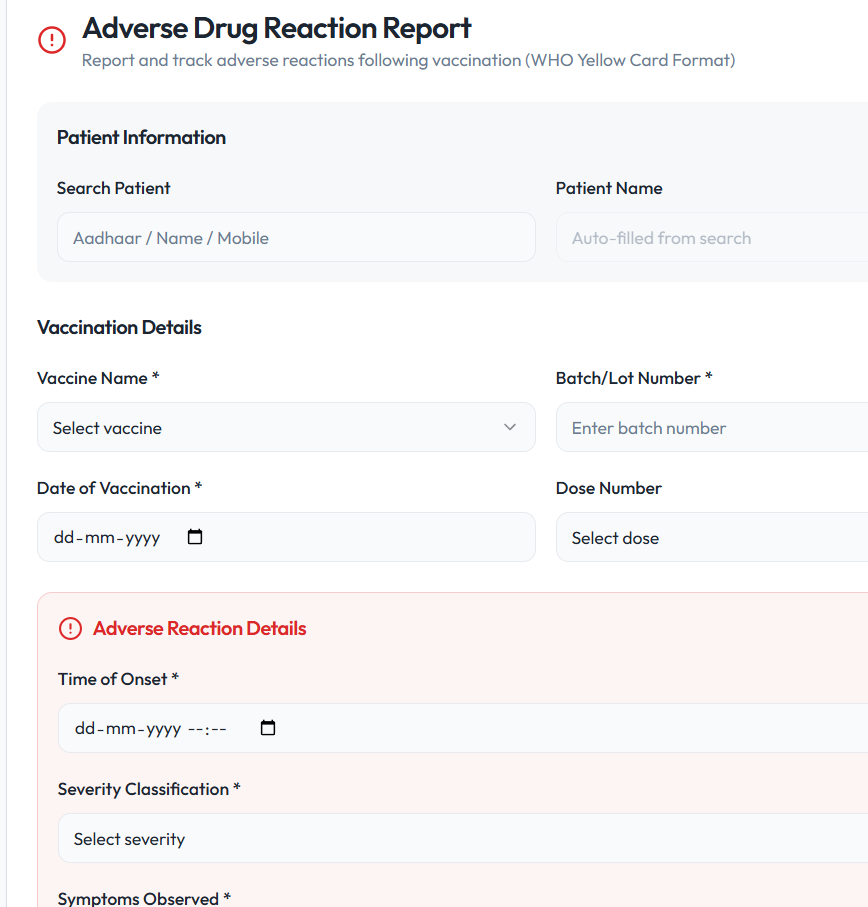 Adverse Drug Reaction Report
Report and track adverse reactions following vaccination (WHO Yellow Card Format)
Patient Information
Search Patient
Patient Name
Aadhaar / Name / Mobile
Auto-filled from search
Vaccination Details
Vaccine Name *
Batch/Lot Number *
Select vaccine
Enter batch number
Date of Vaccination *
Dose Number
dd-mm-yyyy
Select dose
Adverse Reaction Details
Time of Onset *
dd-mm-yyyy --:--
Severity Classification *
Select severity
Symptoms Observed *